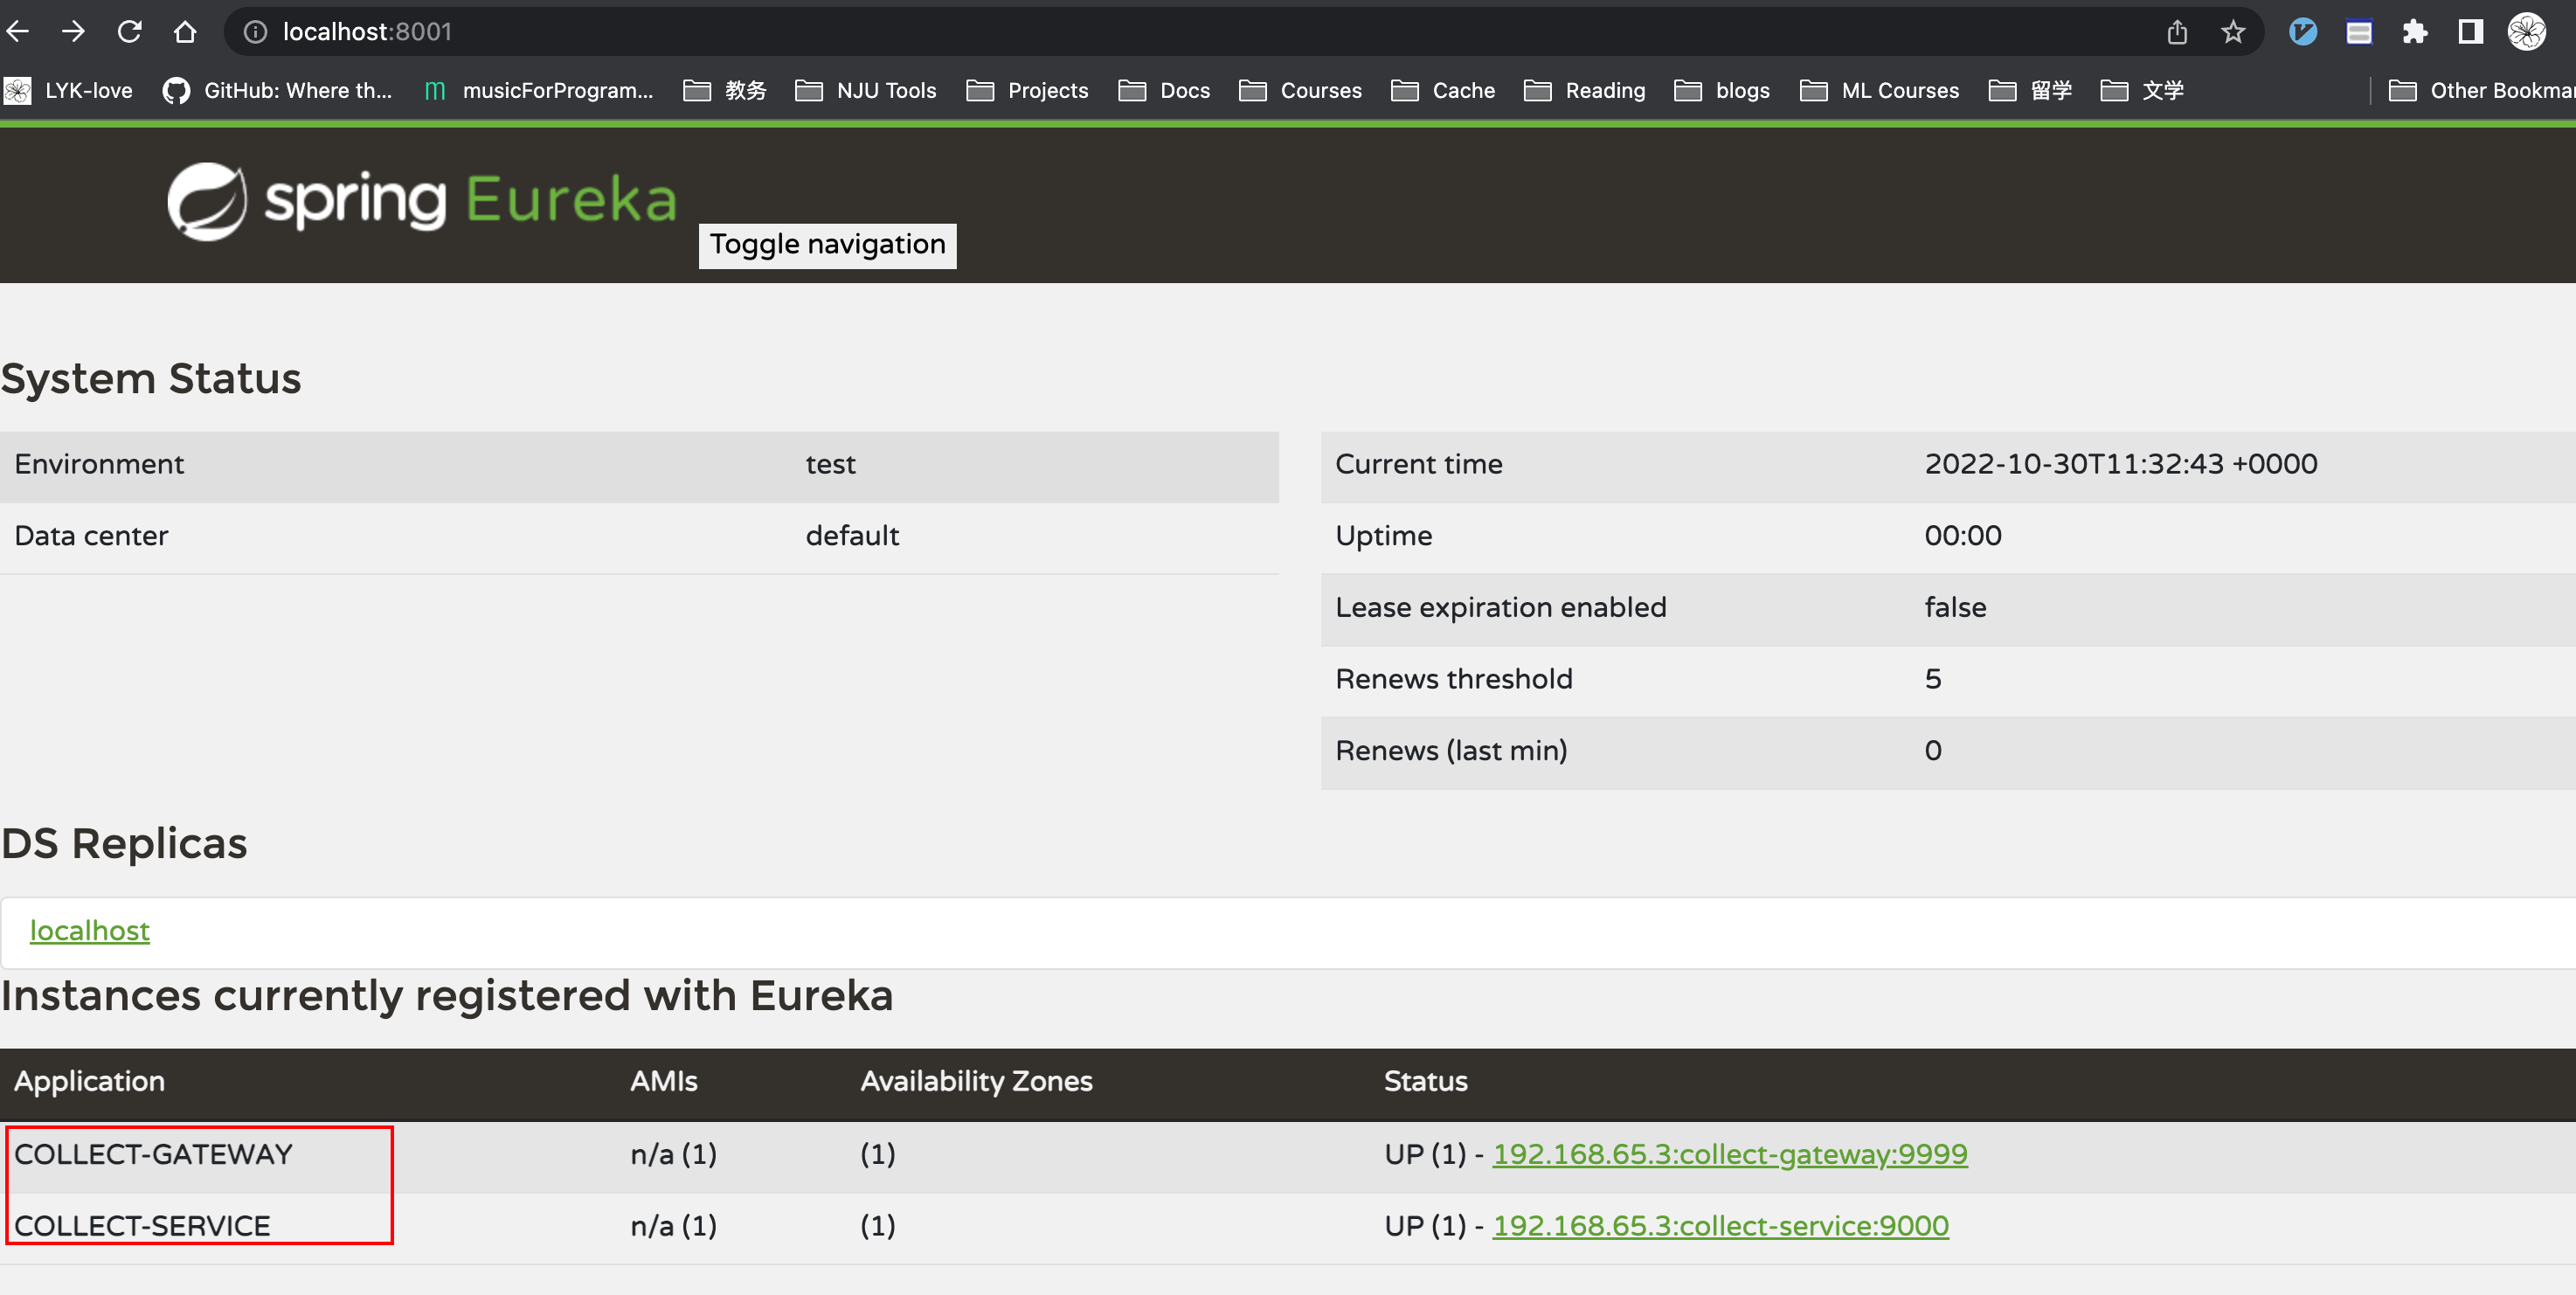 localhost:8001
LYK-love GitHub: Where th... musicForProgram... 教务 NJU Tools Projects Docs Courses Cache Reading blogs ML Courses 留学 文学 Other Bookmar
spring Eureka
Toggle navigation
System Status
Environment test
Data center default
Current time 2022-10-30T11:32:43 +0000
Uptime 00:00
Lease expiration enabled false
Renews threshold 5
Renews (last min) 0
DS Replicas
localhost
Instances currently registered with Eureka
Application AMIs Availability Zones Status
COLLECT-GATEWAY n/a (1) (1) UP (1) - 192.168.65.3:collect-gateway:9999
COLLECT-SERVICE n/a (1) (1) UP (1) - 192.168.65.3:collect-service:9000